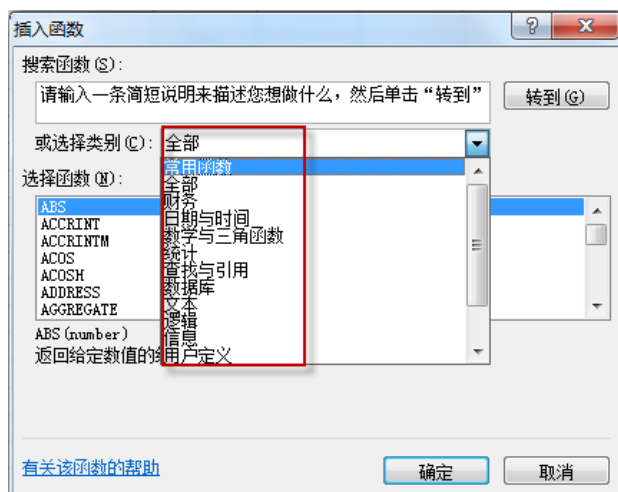 插入函数
搜索函数(S):
请输入一条简短说明来描述您想做什么，然后单击“转到”
转到(G)
或选择类别(C): 全部
常用函数
选择函数(N):
全部
财务
日期与时间
数学与三角函数
统计
查找与引用
数据库
文本
逻辑
信息
用户定义
ABS
ACCRINT
ACCRINTM
ACOS
ACOSH
ADDRESS
AGGREGATE
ABS(number)
返回给定数值的
有关该函数的帮助
确定
取消